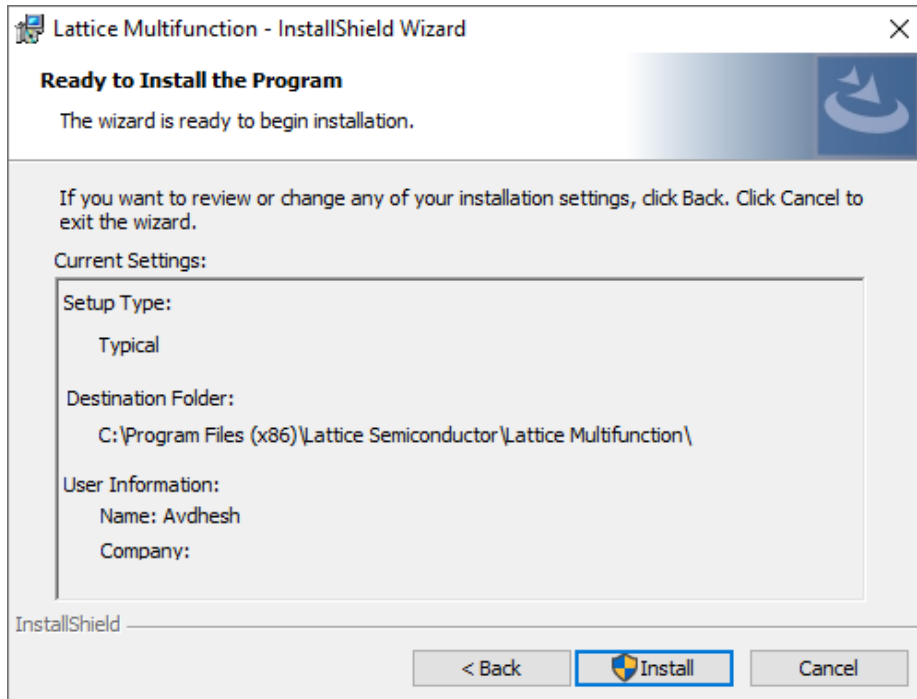 Lattice Multifunction - InstallShield Wizard
Ready to Install the Program
The wizard is ready to begin installation.
If you want to review or change any of your installation settings, click Back. Click Cancel to
exit the wizard.
Current Settings:
Setup Type:
Typical
Destination Folder:
C:\Program Files (x86)\Lattice Semiconductor\Lattice Multifunction\
User Information:
Name: Avdhesh
Company:
InstallShield
< Back
Install
Cancel